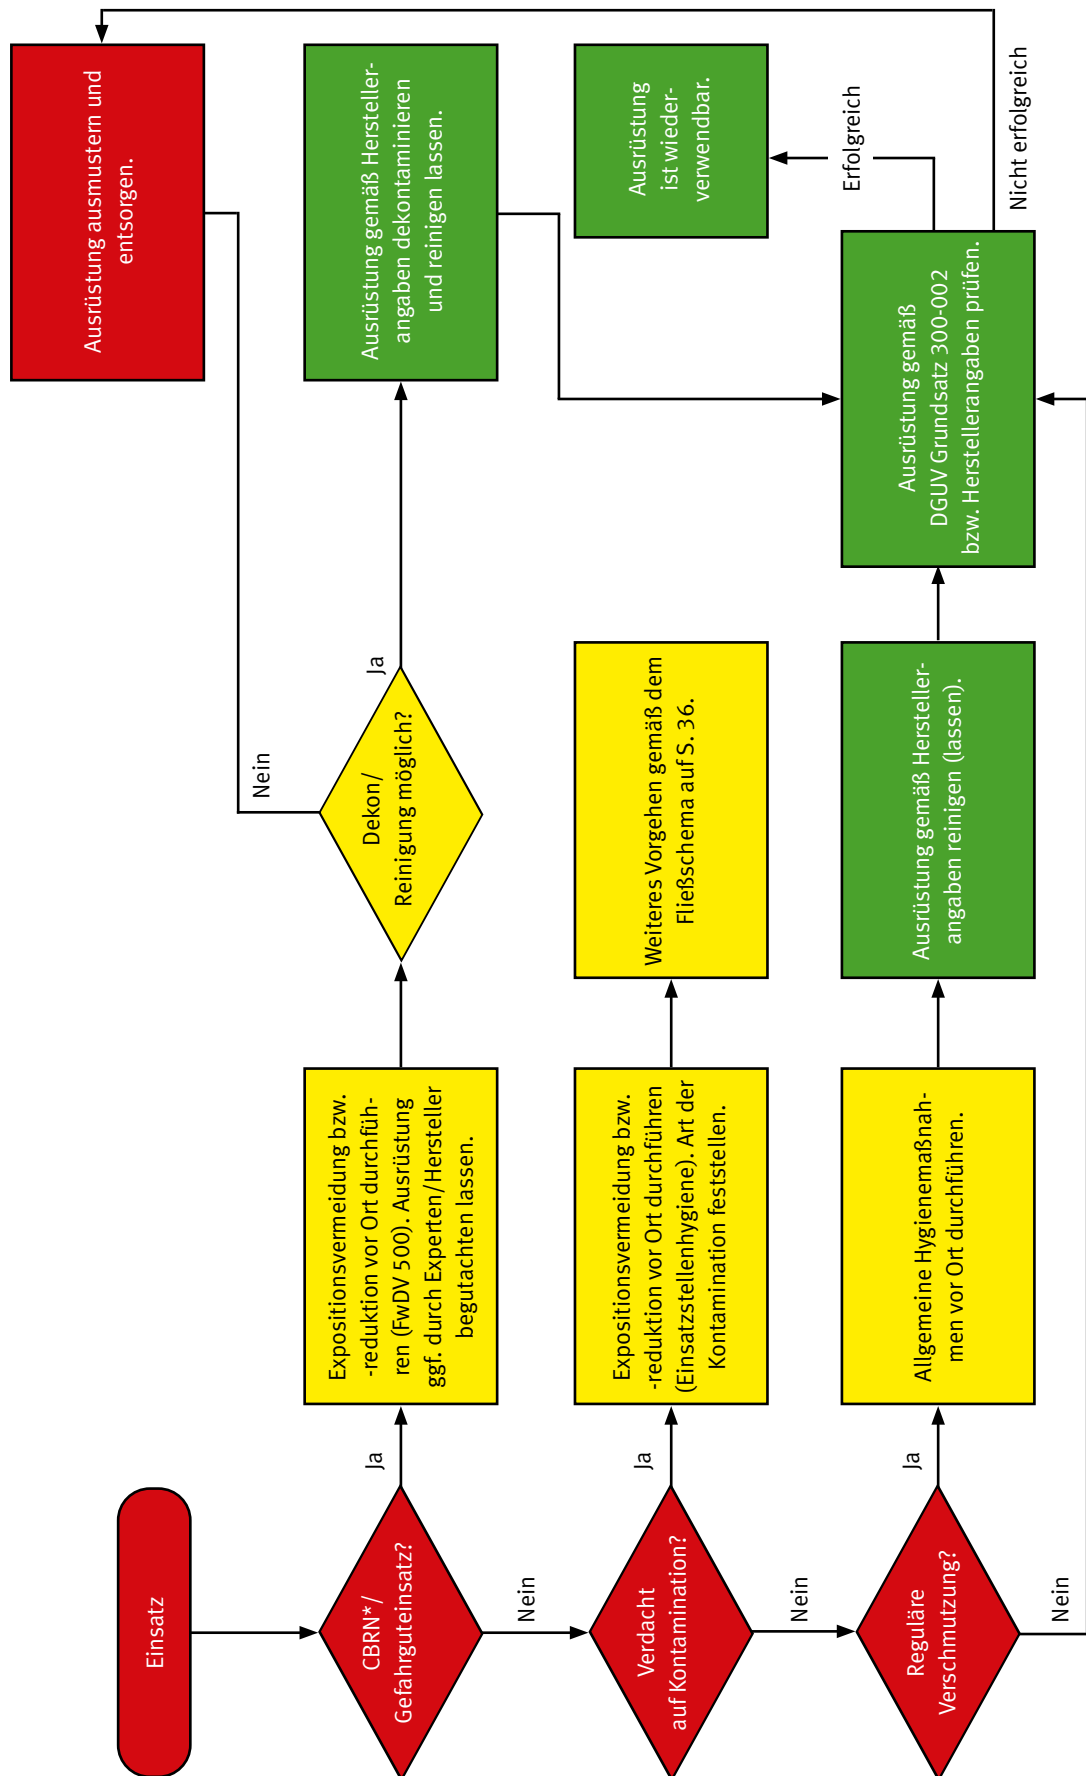 Einsatz
CBRN*/
Gefahrguteinsatz?
Ja
Nein
Expositionsvermeidung bzw.
-reduktion vor Ort durchfüh-
ren (FwDV 500). Ausrüstung
ggf. durch Experten/Hersteller
begutachten lassen.
Dekon/
Reinigung möglich?
Nein
Ja
Ausrüstung ausmustern und
entsorgen.
Ausrüstung gemäß Hersteller-
angaben dekontaminieren
und reinigen lassen.
Verdacht
auf Kontamination?
Ja
Nein
Expositionsvermeidung bzw.
-reduktion vor Ort durchführen
(Einsatzstellenhygiene). Art der
Kontamination feststellen.
Weiteres Vorgehen gemäß dem
Fließschema auf S. 36.
Ausrüstung
ist wieder-
verwendbar.
Reguläre
Verschmutzung?
Ja
Nein
Allgemeine Hygienemaßnah-
men vor Ort durchführen.
Ausrüstung gemäß Hersteller-
angaben reinigen (lassen).
Ausrüstung gemäß
DGUV Grundsatz 300-002
bzw. Herstellerangaben prüfen.
Erfolgreich
Nicht erfolgreich